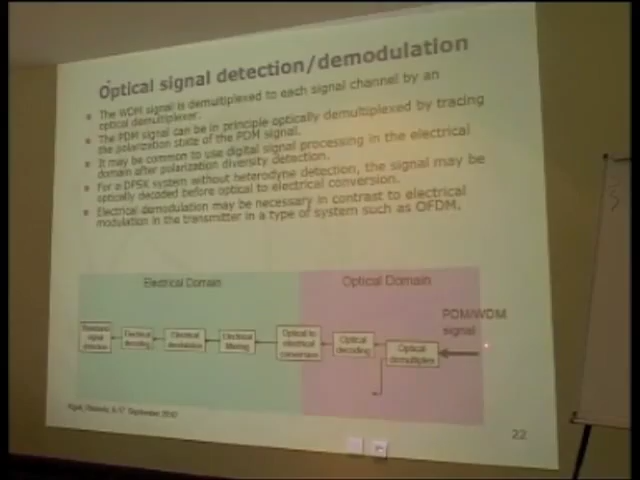 Optical signal detection/demodulation
The WDM signal is demultiplexed to each signal channel by an
optical demultiplexer.
The PDM signal can be in principle optically demultiplexed by tracing
the polarization state of the PDM signal.
It may be common to use digital signal processing in the electrical
domain after polarization diversity detection.
For a DPSK system without heterodyne detection, the signal may be
optically decoded before optical to electrical conversion.
Electrical demodulation may be necessary in contrast to electrical
modulation in the transmitter in a type of system such as OFDM.
Electrical Domain
Optical Domain
PDM/WDM
signal
signal
Electrical
decoding
Electrical
demodulation
Electrical
filtering
Optical to
electrical
conversion
Optical
decoding
Optical
demultiplex
September 2010
22